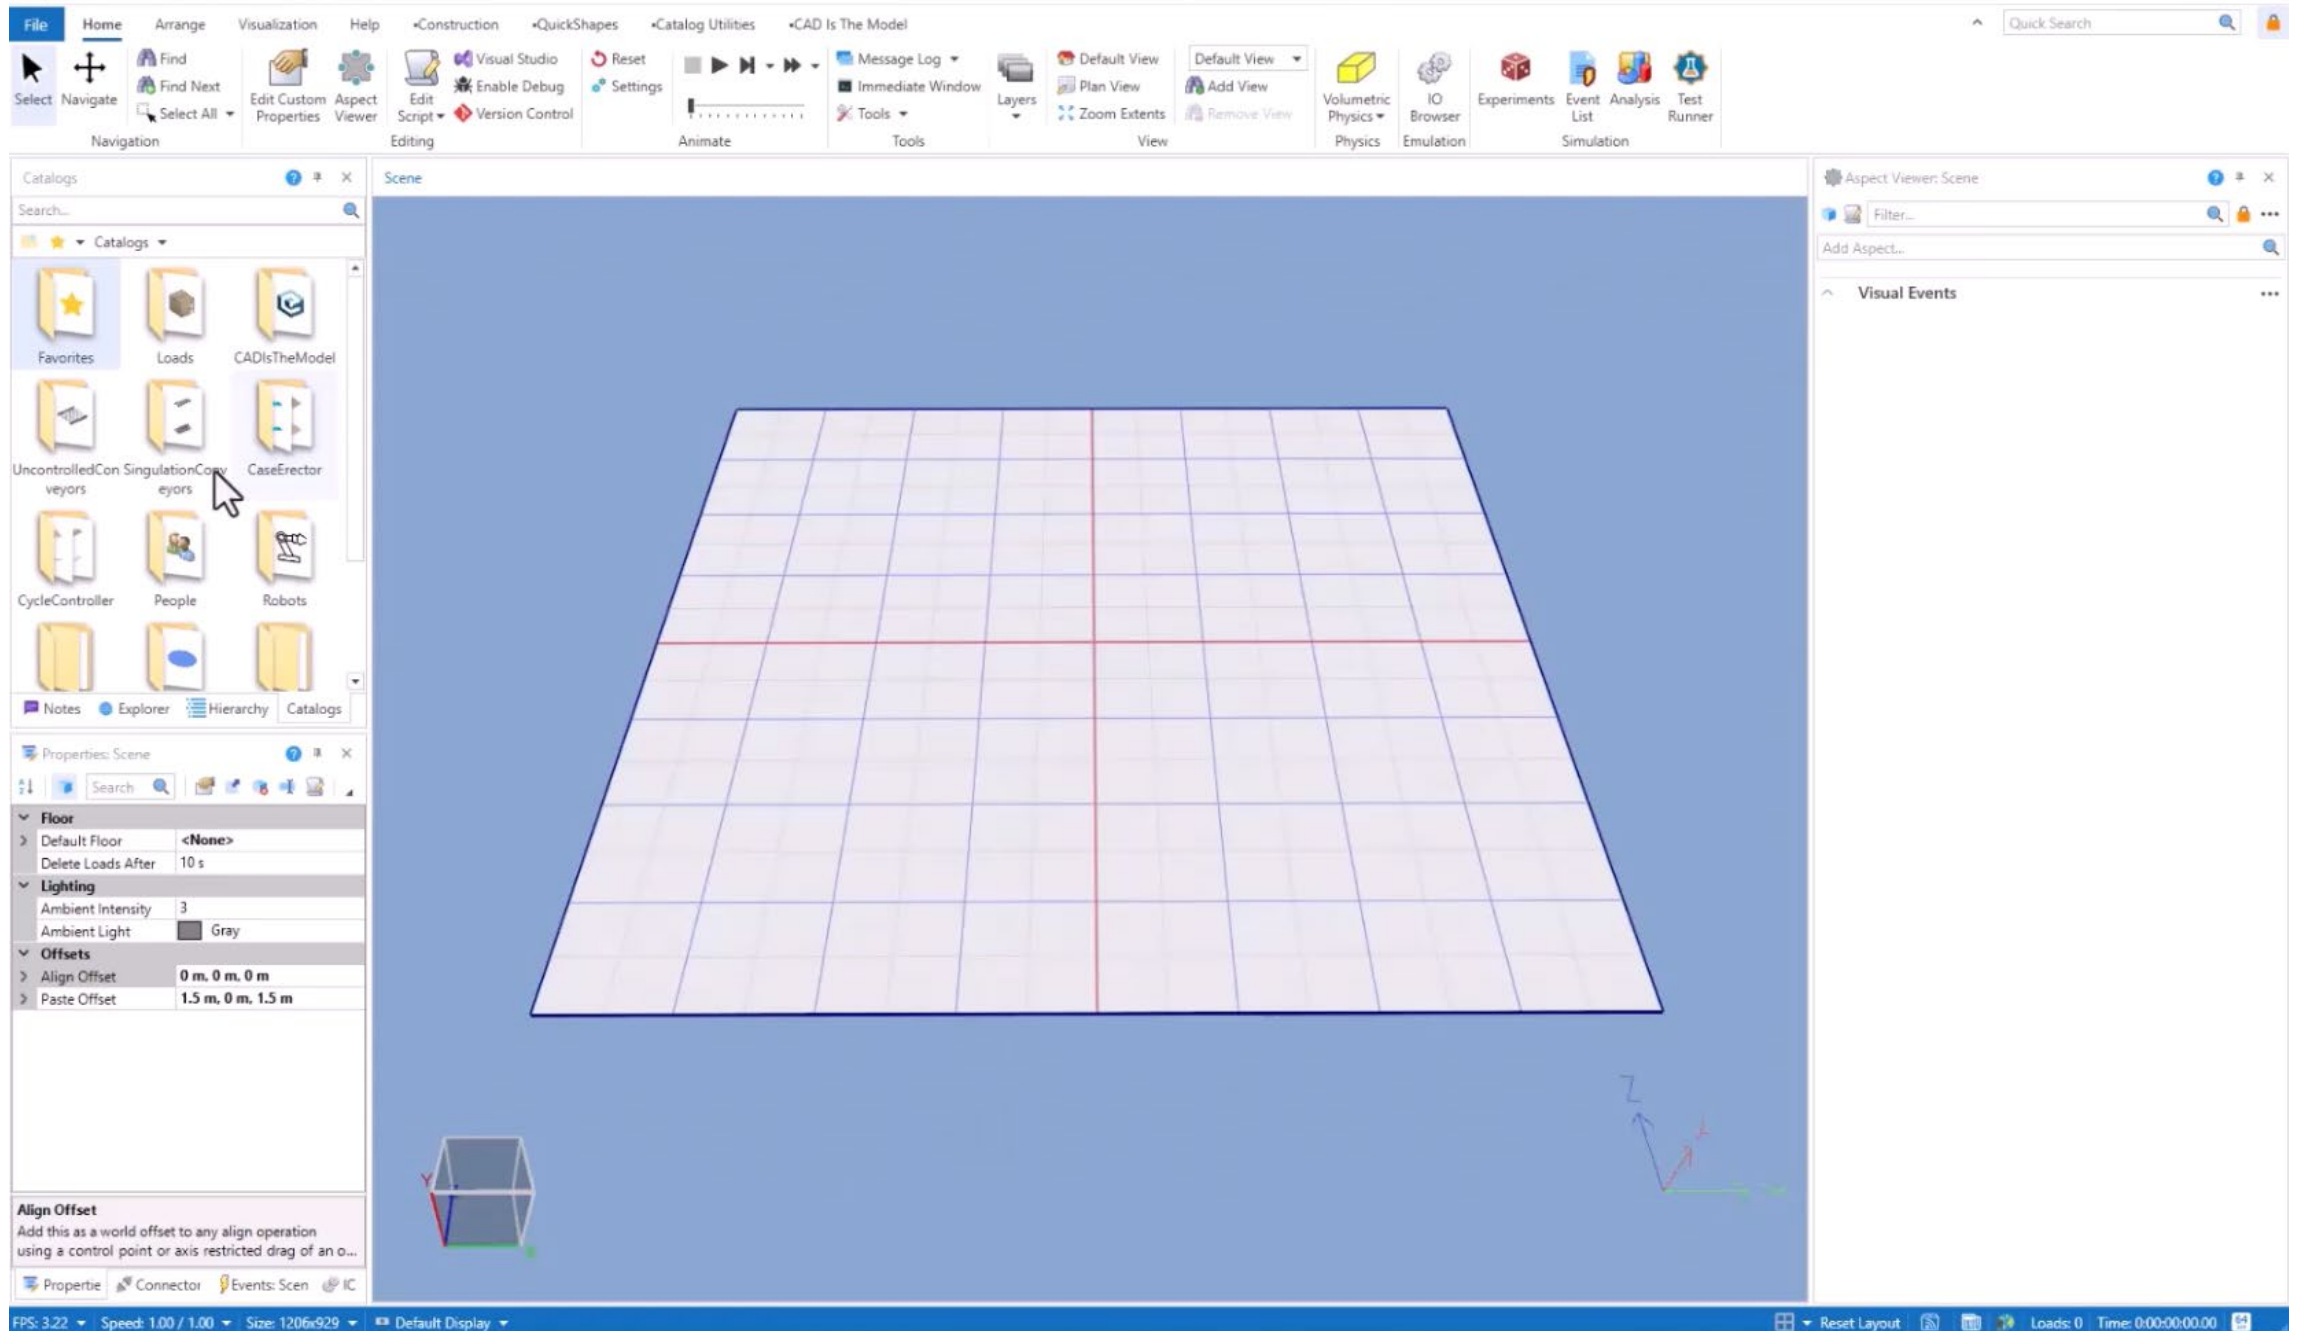 File Home Arrange Visualization Help •Construction •QuickShapes •Catalog Utilities •CAD Is The Model Quick Search
Select
Navigate
Find
Find Next
Select All
Navigation
Edit Custom
Properties
Aspect
Viewer
Edit
Script
Visual Studio
Enable Debug
Version Control
Editing
Reset
Settings
Animate
Message Log
Immediate Window
Tools
Tools
Layers
Default View
Plan View
Zoom Extents
Default View
Add View
Remove View
View
Volumetric
Physics
Physics
IO
Browser
Emulation
Experiments
Event
List
Analysis
Test
Runner
Simulation
Catalogs
Search...
Catalogs
Favorites Loads CADIsTheModel
UncontrolledCon
veyors
SingulationConv
eyors
CaseErector
CycleController People Robots
Notes Explorer Hierarchy Catalogs
Properties: Scene
Search
Floor
Default Floor <None>
Delete Loads After 10 s
Lighting
Ambient Intensity 3
Ambient Light Gray
Offsets
Align Offset 0 m, 0 m, 0 m
Paste Offset 1.5 m, 0 m, 1.5 m
Align Offset
Add this as a world offset to any align operation
using a control point or axis restricted drag of an o...
Propertie Connector Events: Scen IC
Scene
Y
Z
Aspect Viewer: Scene
Filter...
Add Aspect...
Visual Events
FPS: 3.22 Speed: 1.00 / 1.00 Size: 1206x929 Default Display Reset Layout Loads: 0 Time: 0:00:00:00.00 64